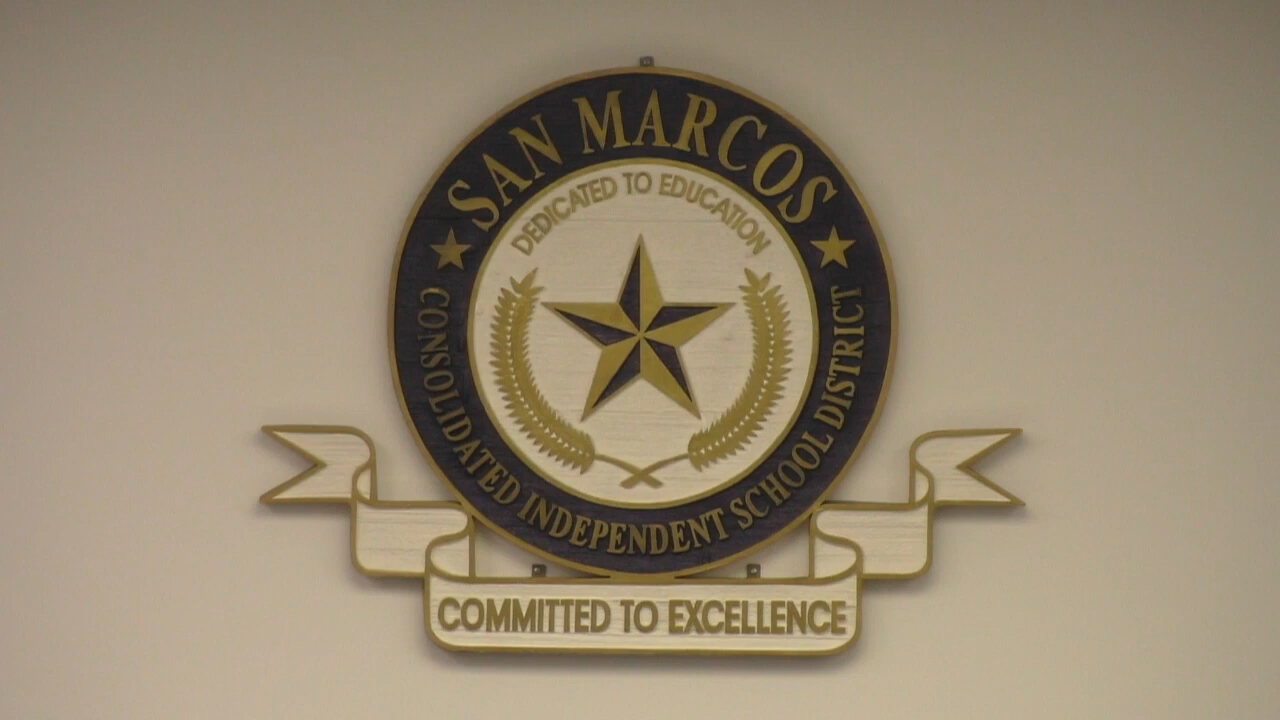 SAN MARCOS
DEDICATED TO EDUCATION
CONSOLIDATED INDEPENDENT SCHOOL DISTRICT
COMMITTED TO EXCELLENCE